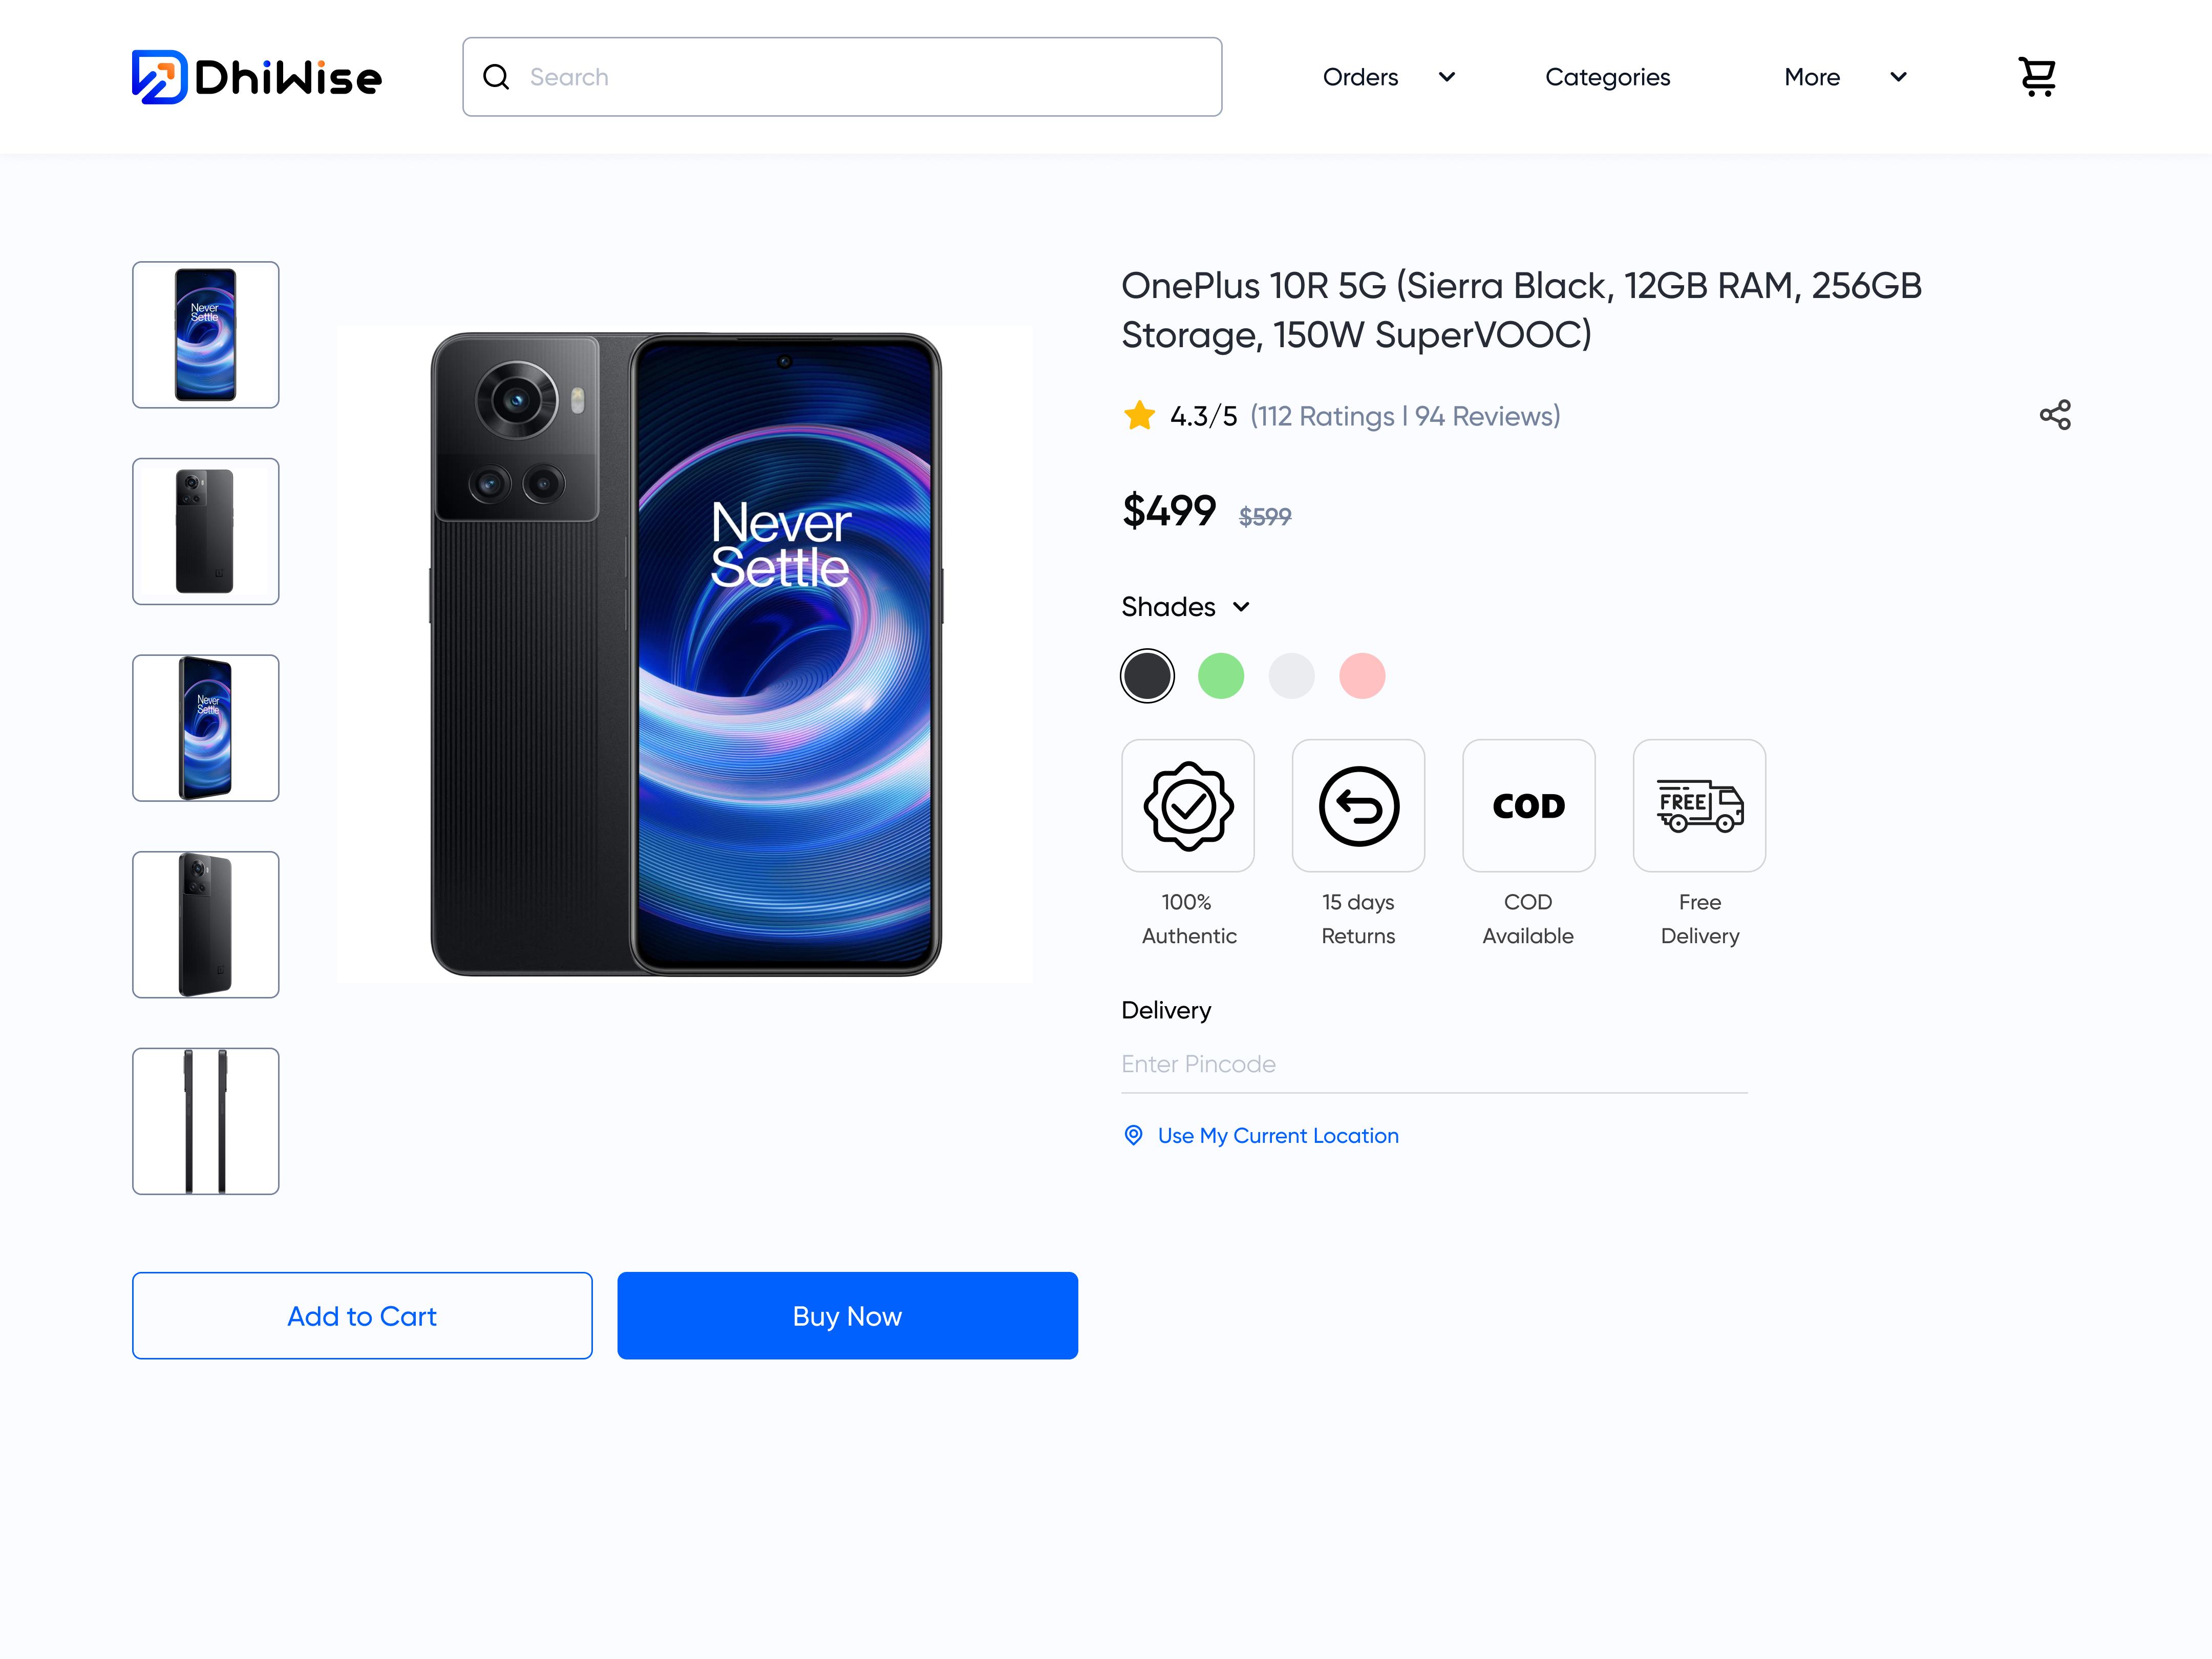 DhiWise
Search
Orders
Categories
More
Never
Settle
Never
Settle
Never
Settle
OnePlus 10R 5G (Sierra Black, 12GB RAM, 256GB
Storage, 150W SuperVOOC)
4.3/5 (112 Ratings | 94 Reviews)
$499 $599
Shades
COD
FREE
100%
Authentic
15 days
Returns
COD
Available
Free
Delivery
Delivery
Enter Pincode
Use My Current Location
Add to Cart
Buy Now